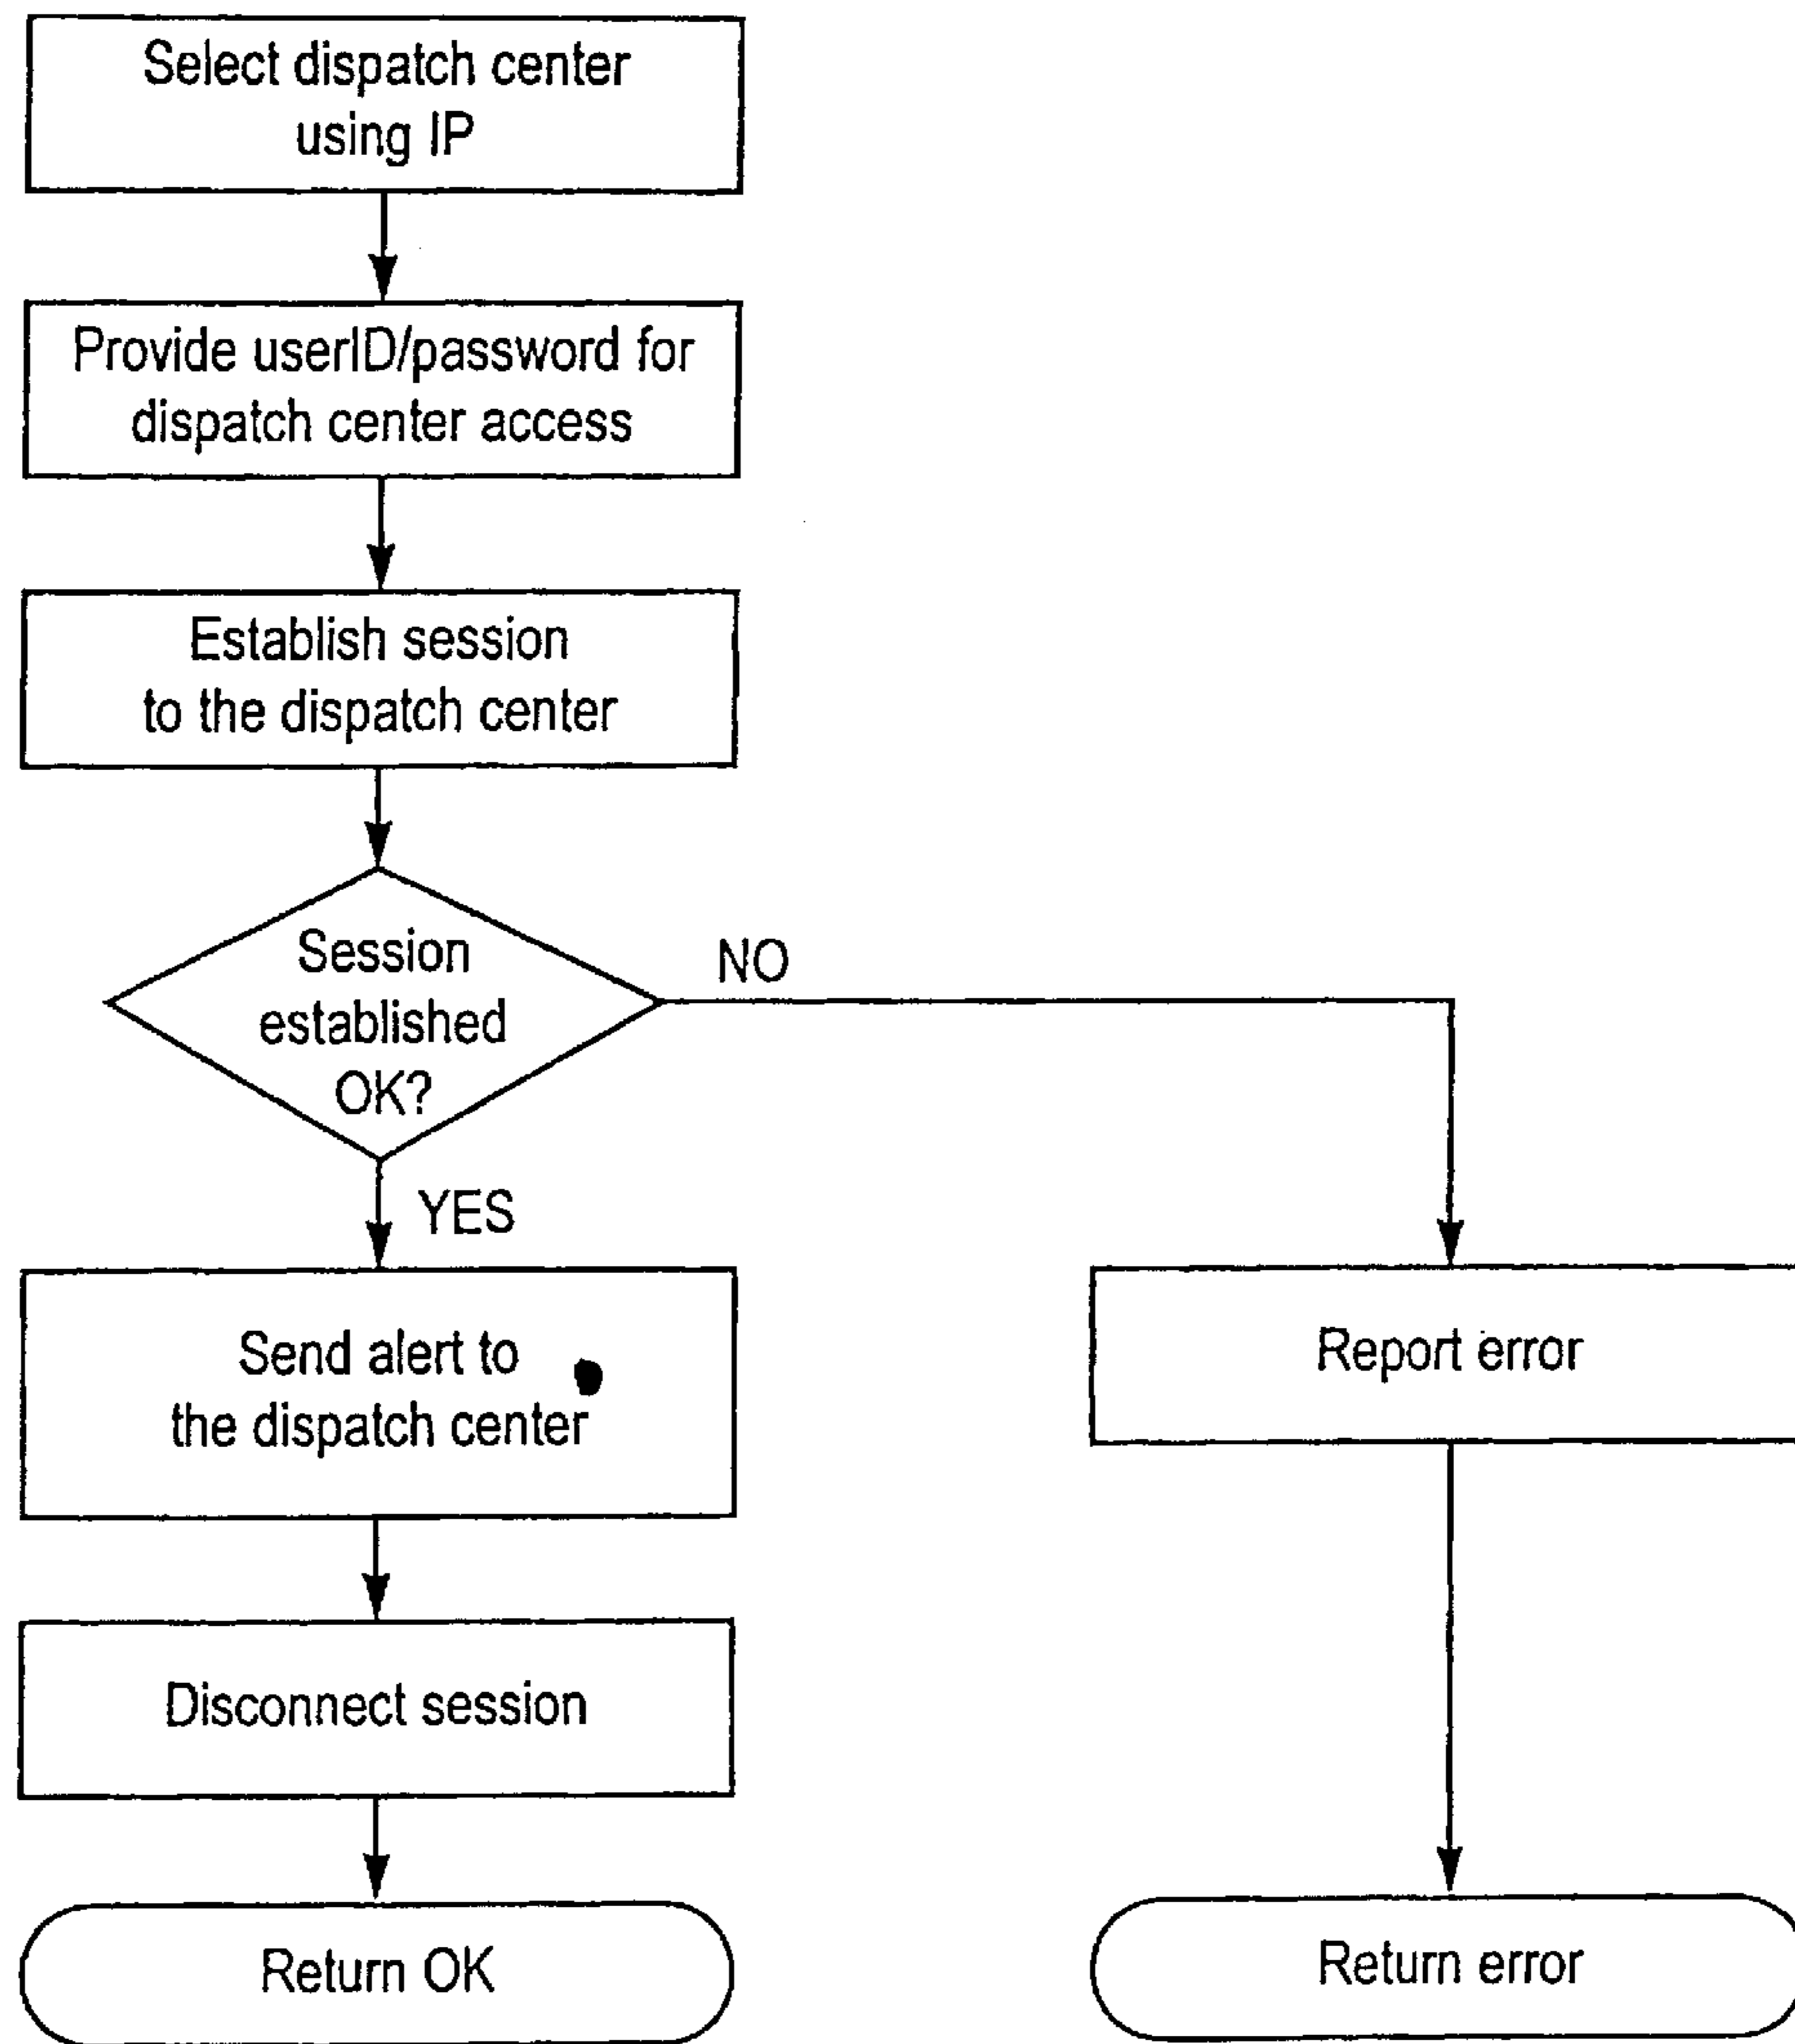 Select dispatch center
using IP
Provide userID/password for
dispatch center access
Establish session
to the dispatch center
Session
established
OK?
NO
YES
Send alert to
the dispatch center
Report error
Disconnect session
Return OK
Return error